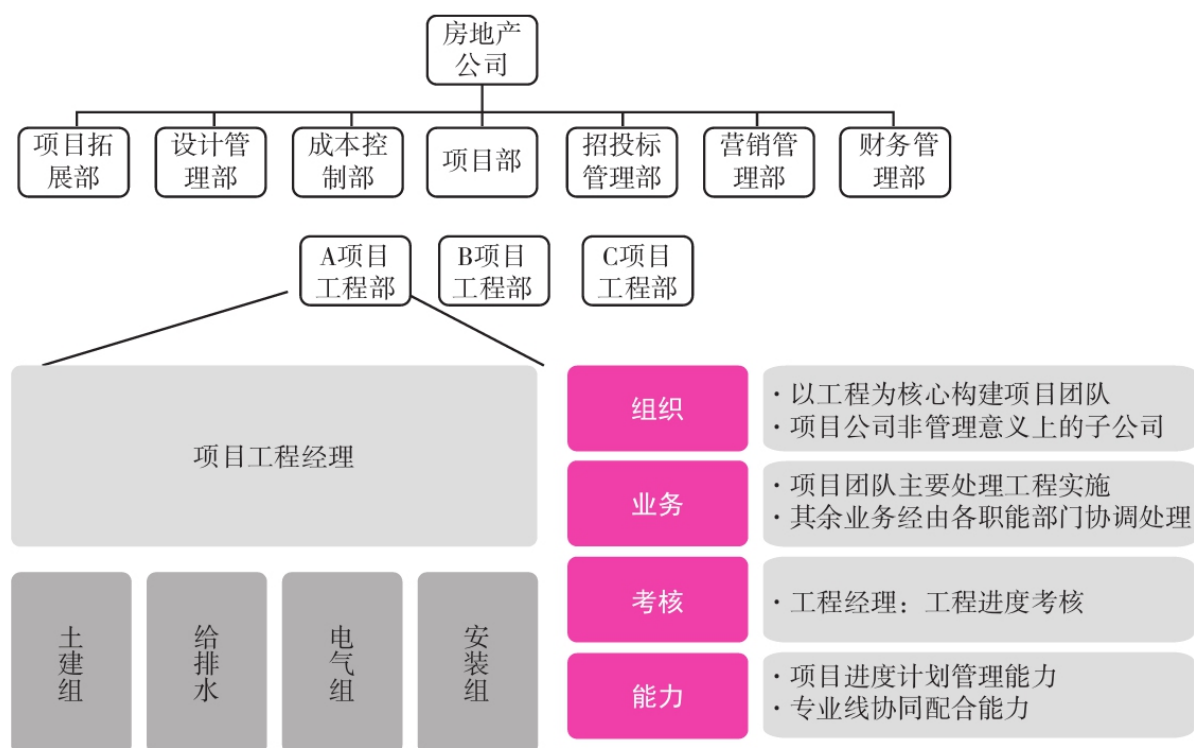 房地产
公司
项目拓
展部
设计管
理部
成本控
制部
项目部
招投标
管理部
营销管
理部
财务管
理部
A项目
工程部
B项目
工程部
C项目
工程部
项目工程经理
土建组
给排水
电气组
安装组
组织
·以工程为核心构建项目团队
·项目公司非管理意义上的子公司
业务
·项目团队主要处理工程实施
·其余业务经由各职能部门协调处理
考核
·工程经理：工程进度考核
能力
·项目进度计划管理能力
·专业线协同配合能力